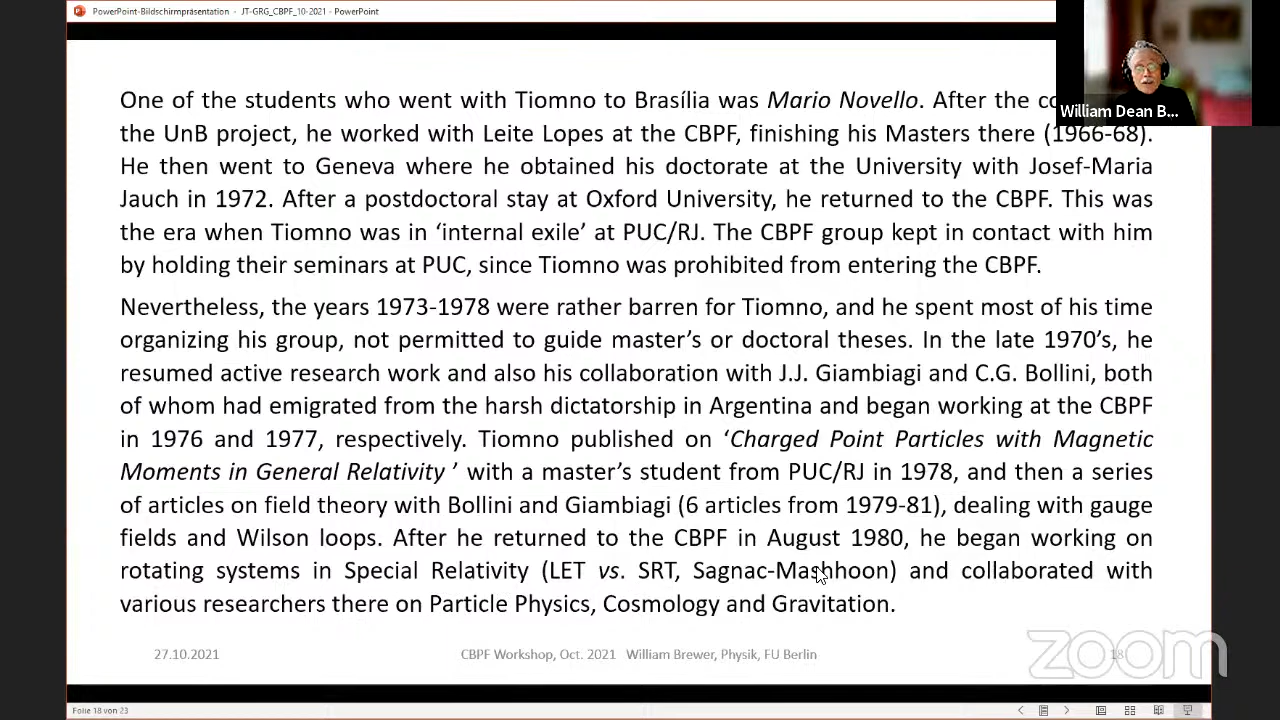 PowerPoint-Bildschirmpräsentation - JT-GRG_CBPF_10-2021 - PowerPoint
William Dean B...
One of the students who went with Tiomno to Brasília was Mario Novello. After the
the UnB project, he worked with Leite Lopes at the CBPF, finishing his Masters there (1966-68).
He then went to Geneva where he obtained his doctorate at the University with Josef-Maria
Jauch in 1972. After a postdoctoral stay at Oxford University, he returned to the CBPF. This was
the era when Tiomno was in ‘internal exile’ at PUC/RJ. The CBPF group kept in contact with him
by holding their seminars at PUC, since Tiomno was prohibited from entering the CBPF.
Nevertheless, the years 1973-1978 were rather barren for Tiomno, and he spent most of his time
organizing his group, not permitted to guide master’s or doctoral theses. In the late 1970’s, he
resumed active research work and also his collaboration with J.J. Giambiagi and C.G. Bollini, both
of whom had emigrated from the harsh dictatorship in Argentina and began working at the CBPF
in 1976 and 1977, respectively. Tiomno published on ‘Charged Point Particles with Magnetic
Moments in General Relativity ’ with a master’s student from PUC/RJ in 1978, and then a series
of articles on field theory with Bollini and Giambiagi (6 articles from 1979-81), dealing with gauge
fields and Wilson loops. After he returned to the CBPF in August 1980, he began working on
rotating systems in Special Relativity (LET vs. SRT, Sagnac-Mashhoon) and collaborated with
various researchers there on Particle Physics, Cosmology and Gravitation.
27.10.2021 CBPF Workshop, Oct. 2021 William Brewer, Physik, FU Berlin 18
zoom
Folie 18 von 23